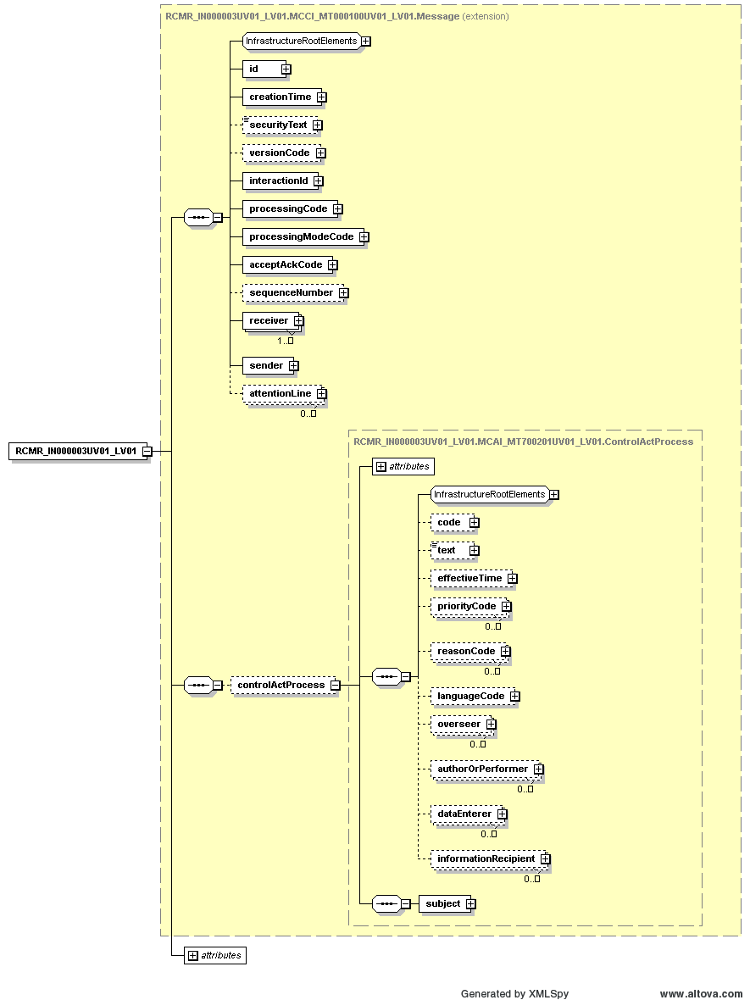 RCMR_IN000003UV01_LV01.MCCI_MT000100UV01_LV01.Message (extension)
InfrastructureRootElements
id
creationTime
securityText
versionCode
interactionId
processingCode
processingModeCode
acceptAckCode
sequenceNumber
receiver
1..
sender
attentionLine
0..
RCMR_IN000003UV01_LV01
RCMR_IN000003UV01_LV01.MCAI_MT700201UV01_LV01.ControlActProcess
attributes
InfrastructureRootElements
code
text
effectiveTime
priorityCode
0..
reasonCode
0..
controlActProcess
languageCode
overseer
0..
authorOrPerformer
0..
dataEnterer
0..
informationRecipient
0..
subject
attributes
Generated by XMLSpy
www.altova.com